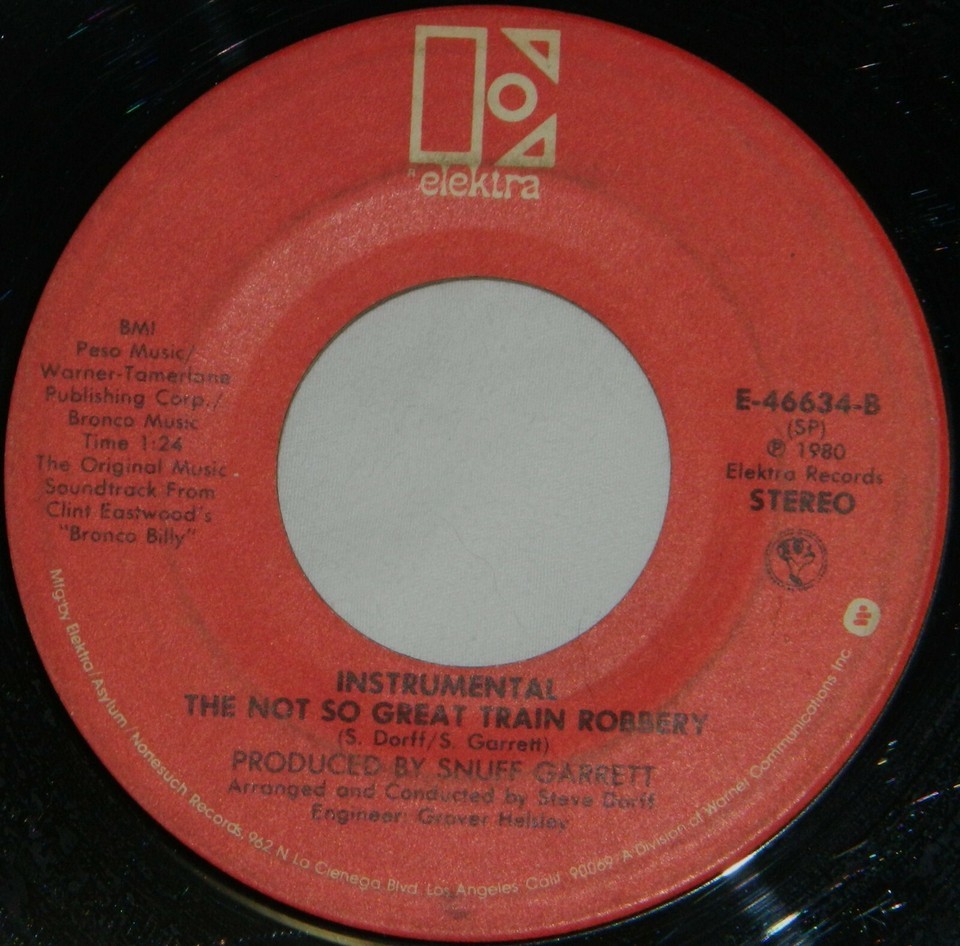 elektra
BMI
Peso Music/
Warner-Tamerlane
Publishing Corp./
Bronco Music
Time 1:24
The Original Music
Soundtrack From
Clint Eastwood's
"Bronco Billy"
E-46634-B
(SP)
℗ 1980
Elektra Records
STEREO
INSTRUMENTAL
THE NOT SO GREAT TRAIN ROBBERY
(S. Dorff/S. Garrett)
PRODUCED BY SNUFF GARRETT
Arranged and Conducted by Steve Dorff
Engineer: Grover Helsley
Mfg. by Elektra/Asylum/Nonesuch Records, 962 N. La Cienega Blvd. Los Angeles Calif. 90069. A Division of Warner Communications Inc.